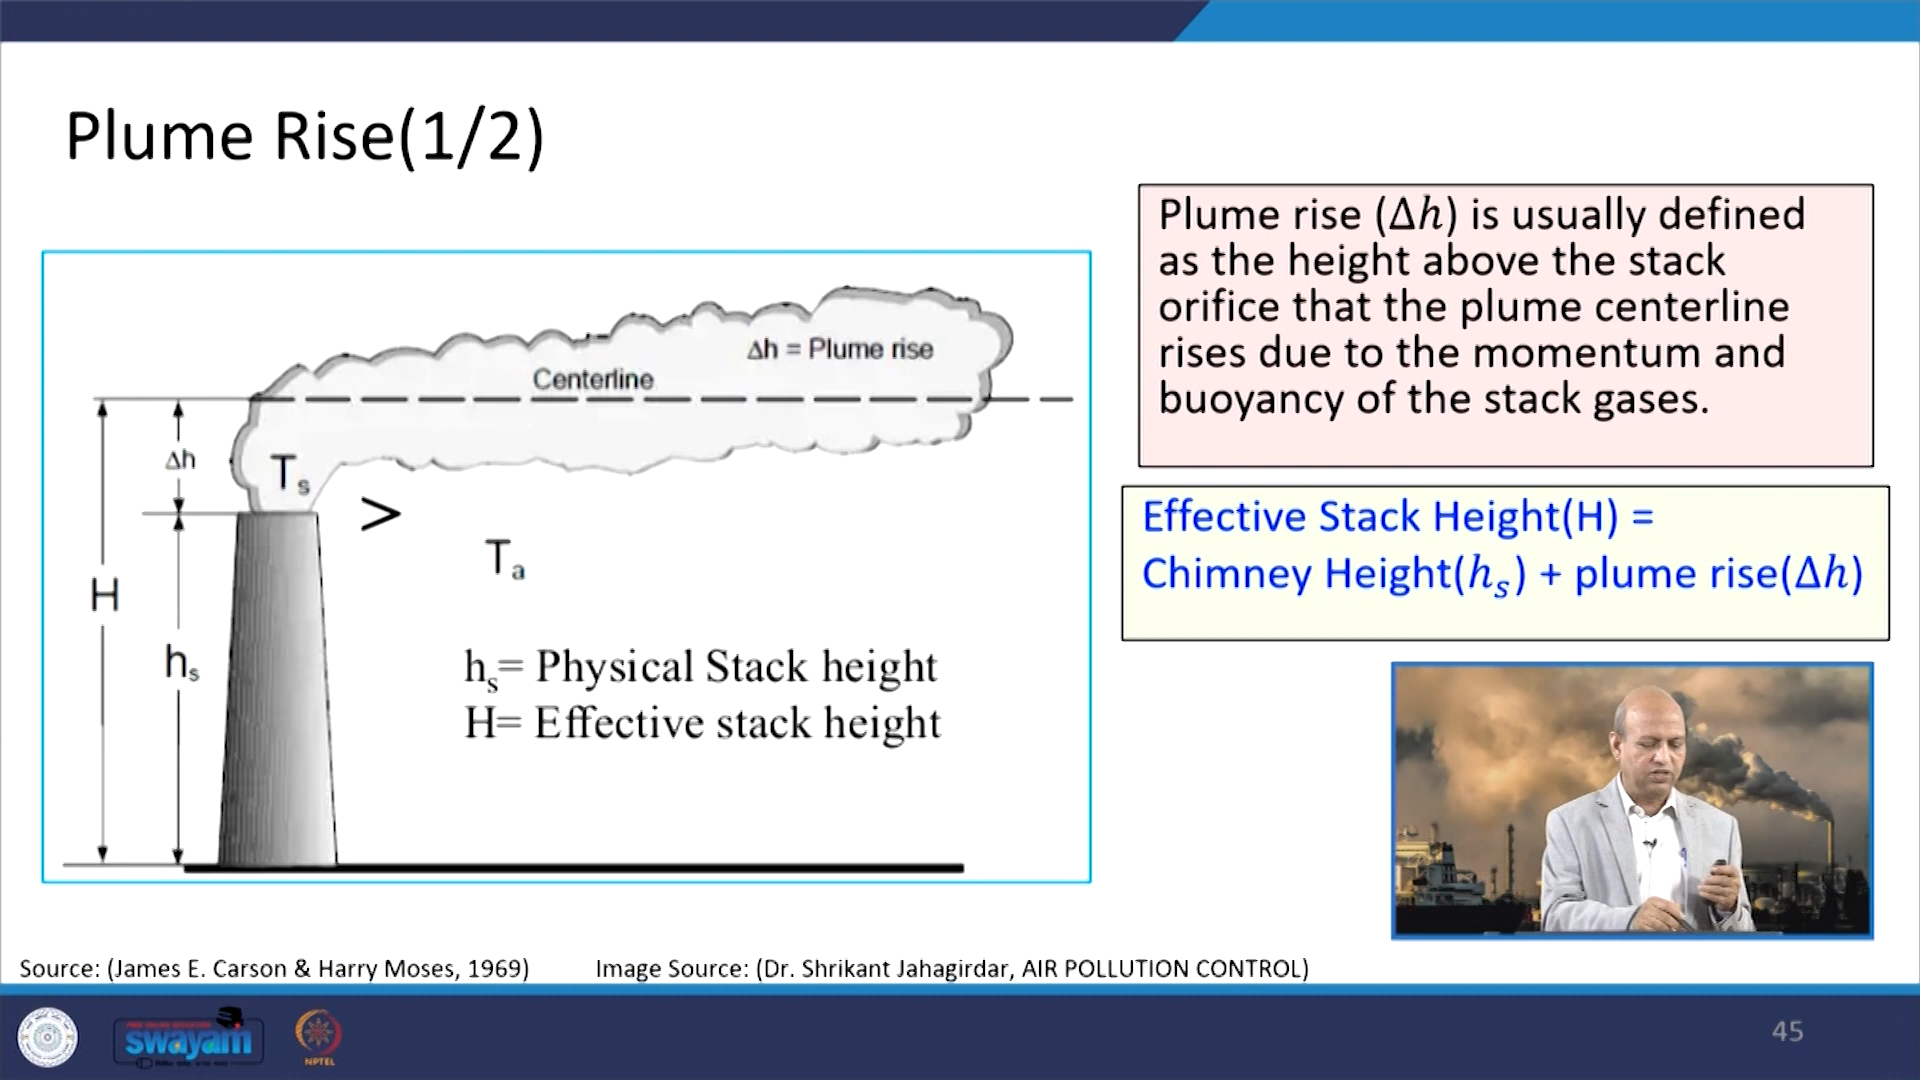 Plume Rise(1/2)
Plume rise (Δh) is usually defined
as the height above the stack
orifice that the plume centerline
rises due to the momentum and
buoyancy of the stack gases.
Effective Stack Height(H) =
Chimney Height(hₛ) + plume rise(Δh)
Δh = Plume rise
Centerline
Δh
Tₛ
>
Tₐ
H
hₛ
hₛ= Physical Stack height
H= Effective stack height
Source: (James E. Carson & Harry Moses, 1969)
Image Source: (Dr. Shrikant Jahagirdar, AIR POLLUTION CONTROL)
swayam
NPTEL
45